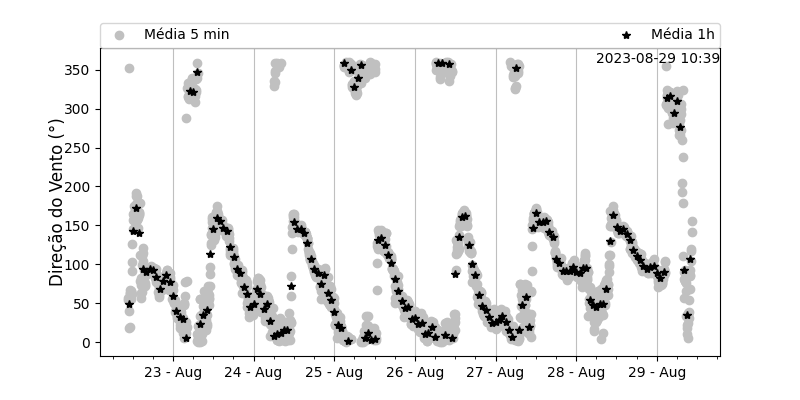 Média 5 min
Média 1h
2023-08-29 10:39
Direção do Vento (°)
350
300
250
200
150
100
50
0
23 - Aug
24 - Aug
25 - Aug
26 - Aug
27 - Aug
28 - Aug
29 - Aug